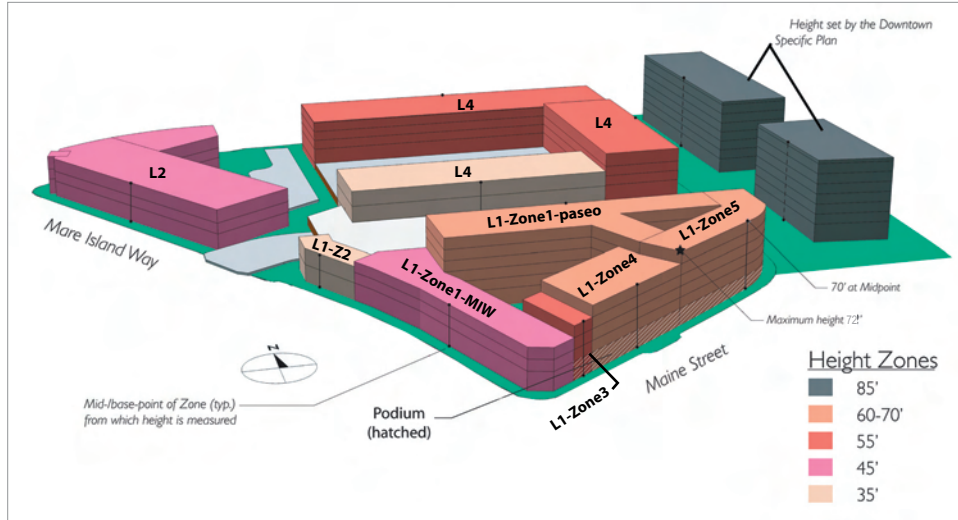 Height set by the Downtown
Specific Plan
L4
L4
L2
L4
L1-Zone1-paseo
L1-Zone5
Mare Island Way
L1-Z2
L1-Zone1-MIW
L1-Zone4
70' at Midpoint
Maximum height 72'
N
Maine Street
Height Zones
85'
60-70'
55'
45'
35'
Mid-/base-point of Zone (typ.)
from which height is measured
Podium
(hatched)
L1-Zone3